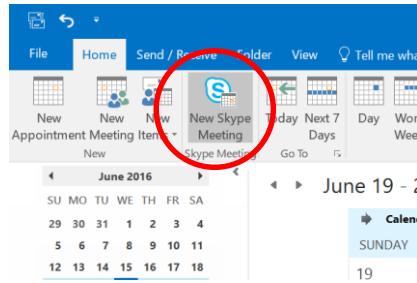 File Home Send / Receive Folder View Tell me wha
New Appointment
New Meeting
New Items
New Skype Meeting
Today
Next 7 Days
Day
Wor
Wee
New
Skype Meeting
Go To
June 2016
SU MO TU WE TH FR SA
29 30 31 1 2 3 4
5 6 7 8 9 10 11
12 13 14 15 16 17 18
June 19 - 2
Calen
SUNDAY
19